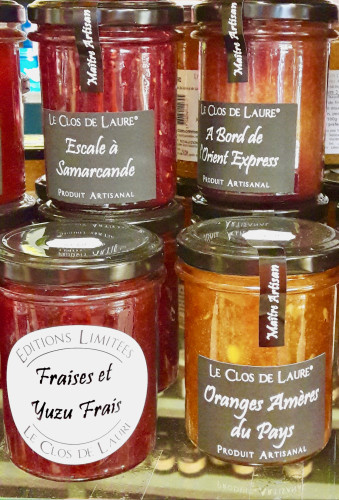 Maître Artisan
LE CLOS DE LAURE®
Escale à
Samarcande
PRODUIT ARTISANAL
Maître Artisan
LE CLOS DE LAURE®
A Bord de
l'Orient Express
PRODUIT ARTISANAL
EDITIONS LIMITÉES
Fraises et
Yuzu Frais
LE CLOS DE LAURE
Maître Artisan
LE CLOS DE LAURE®
Oranges Amères
du Pays
PRODUIT ARTISANAL